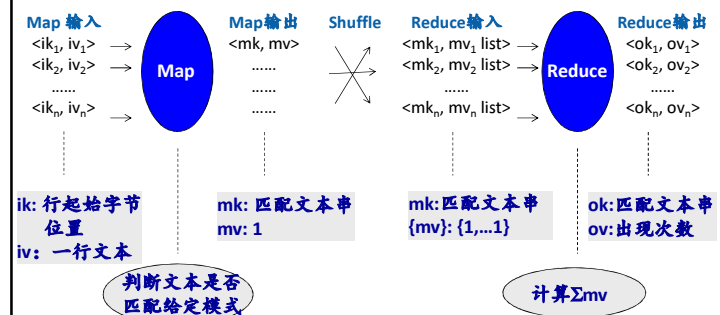 Map 输入 Map输出 Shuffle Reduce输入 Reduce输出
<ik1, iv1> <mk, mv> <mk1, mv1 list> <ok1, ov1>
<ik2, iv2> …… <mk2, mv2 list> <ok2, ov2>
Map Reduce
…… …… …… ……
<ikn, ivn> …… <mkn, mvn list> <okn, ovn>
ik: 行起始字节
位置
iv：一行文本
mk: 匹配文本串
mv: 1
mk:匹配文本串
{mv}: {1,…1}
ok:匹配文本串
ov:出现次数
判断文本是否
匹配给定模式
计算Σmv